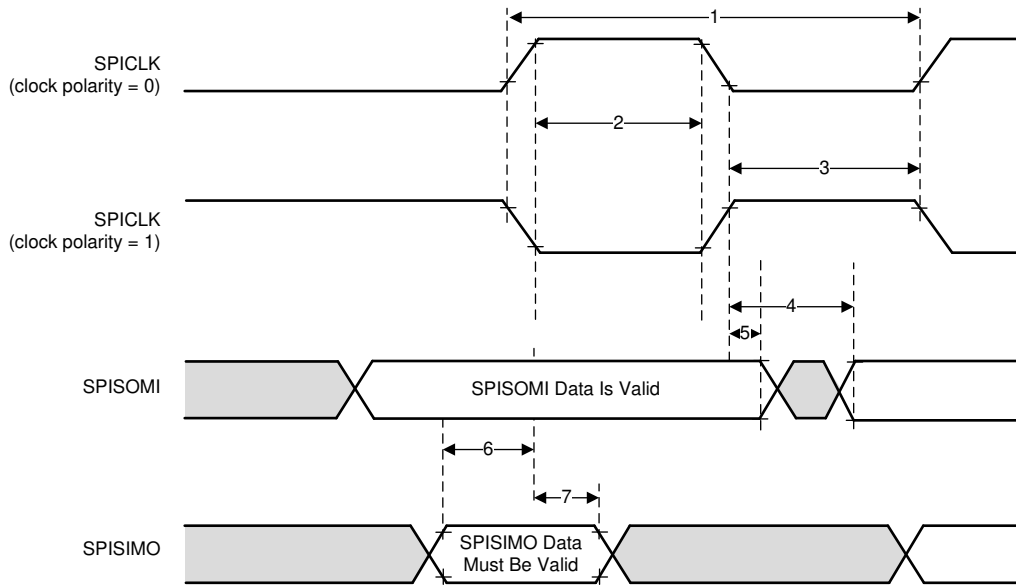 1
SPICLK
(clock polarity = 0)
2
3
SPICLK
(clock polarity = 1)
4
5
SPISOMI
SPISOMI Data Is Valid
6
7
SPISIMO
SPISIMO Data
Must Be Valid